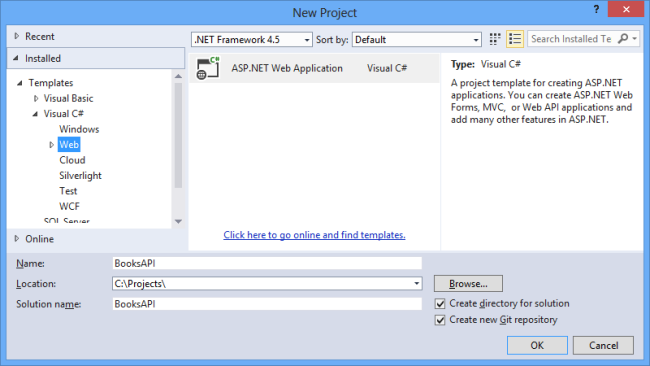 New Project
? ×
Recent
Installed
.NET Framework 4.5 Sort by: Default Search Installed Te
Templates
Visual Basic
Visual C#
Windows
Web
Cloud
Silverlight
Test
WCF
SQL Server
Online
C#
ASP.NET Web Application Visual C#
Click here to go online and find templates.
Type: Visual C#
A project template for creating ASP.NET
applications. You can create ASP.NET Web
Forms, MVC, or Web API applications and
add many other features in ASP.NET.
Name: BooksAPI
Location: C:\Projects\ Browse...
Solution name: BooksAPI
Create directory for solution
Create new Git repository
OK Cancel